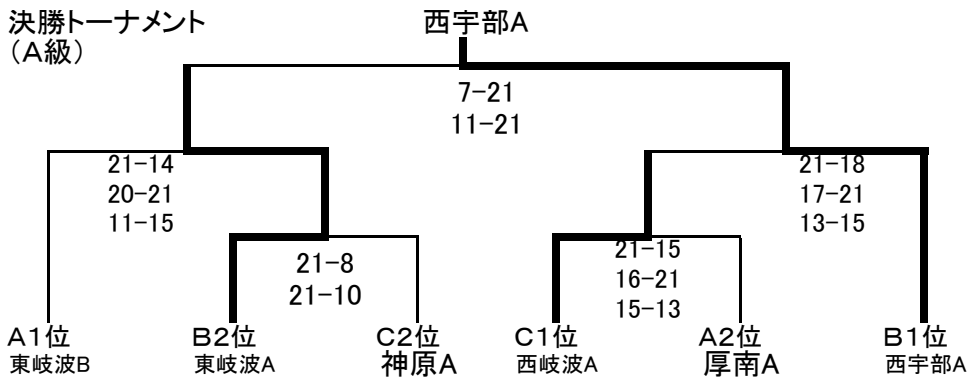 決勝トーナメント
（A級）
西宇部A
7-21
11-21
21-14
20-21
11-15
21-18
17-21
13-15
21-8
21-10
21-15
16-21
15-13
A1位
東岐波B
B2位
東岐波A
C2位
神原A
C1位
西岐波A
A2位
厚南A
B1位
西宇部A